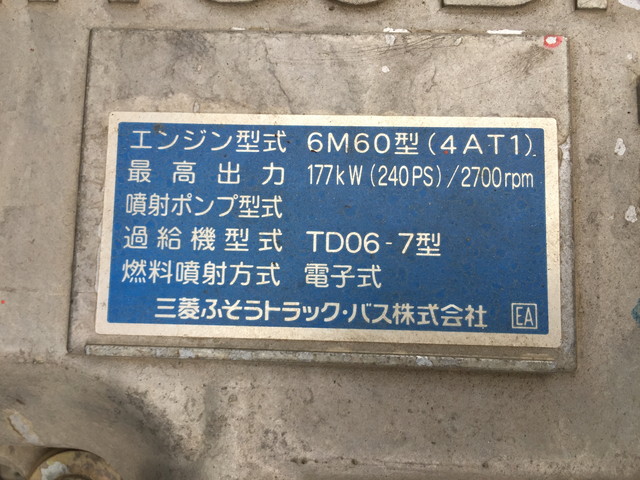 エンジン型式 6M60型(4AT1)
最高出力 177kW(240PS)/2700rpm
噴射ポンプ型式
過給機型式 TD06-7型
燃料噴射方式 電子式
三菱ふそうトラック・バス株式会社 EA